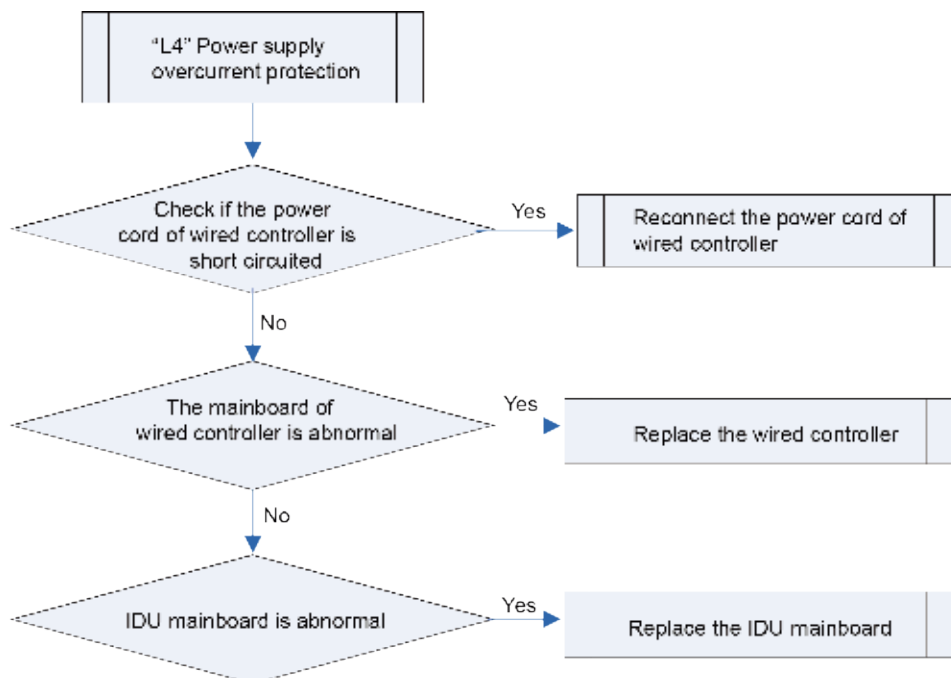 "L4" Power supply
overcurrent protection
Check if the power
cord of wired controller is
short circuited
Yes
Reconnect the power cord of
wired controller
No
The mainboard of
wired controller is abnormal
Yes
Replace the wired controller
No
IDU mainboard is abnormal
Yes
Replace the IDU mainboard